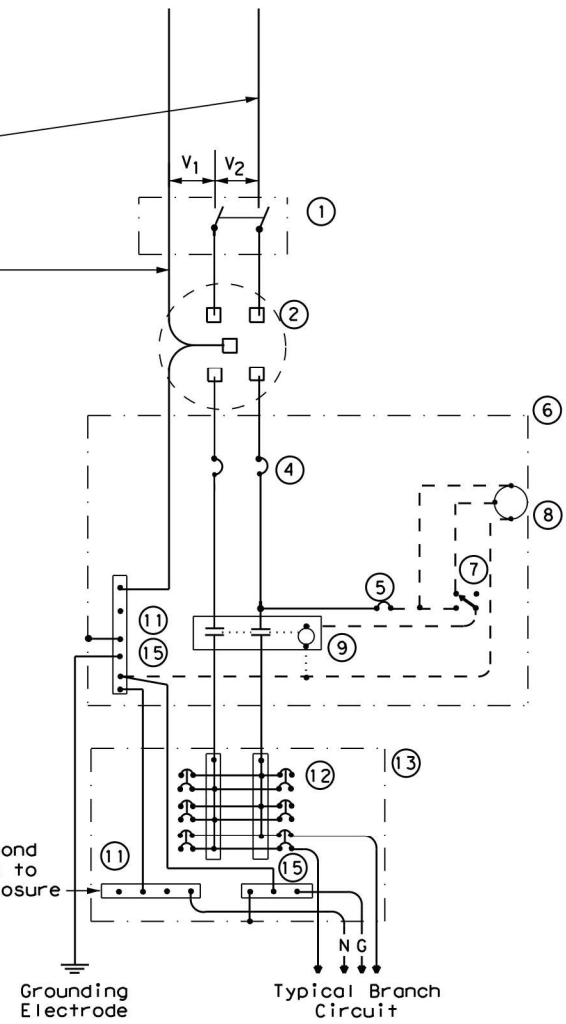 V1
V2
1
2
6
4
8
7
5
11
15
9
13
12
ond
to
osure
11
15
N G
Grounding
Electrode
Typical Branch
Circuit